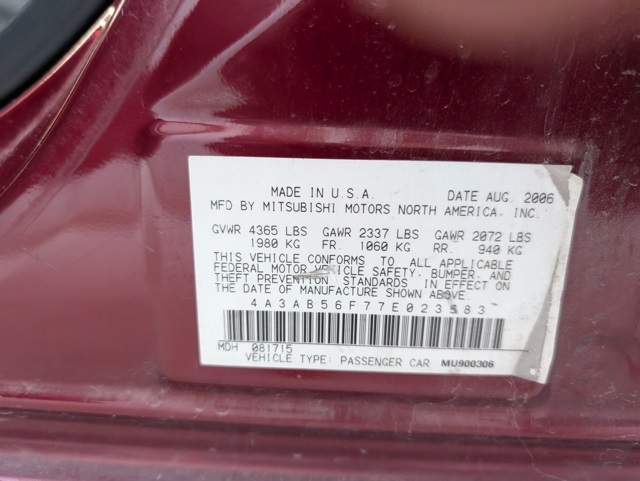 MADE IN U.S.A. DATE AUG. 2006
MFD BY MITSUBISHI MOTORS NORTH AMERICA, INC.
GVWR 4365 LBS GAWR 2337 LBS GAWR 2072 LBS
1980 KG FR. 1060 KG RR. 940 KG
THIS VEHICLE CONFORMS TO ALL APPLICABLE
FEDERAL MOTOR VEHICLE SAFETY, BUMPER, AND
THEFT PREVENTION STANDARDS IN EFFECT ON
THE DATE OF MANUFACTURE SHOWN ABOVE.
4A3AB56F77E023583
MDH 081715
VEHICLE TYPE: PASSENGER CAR MU900306